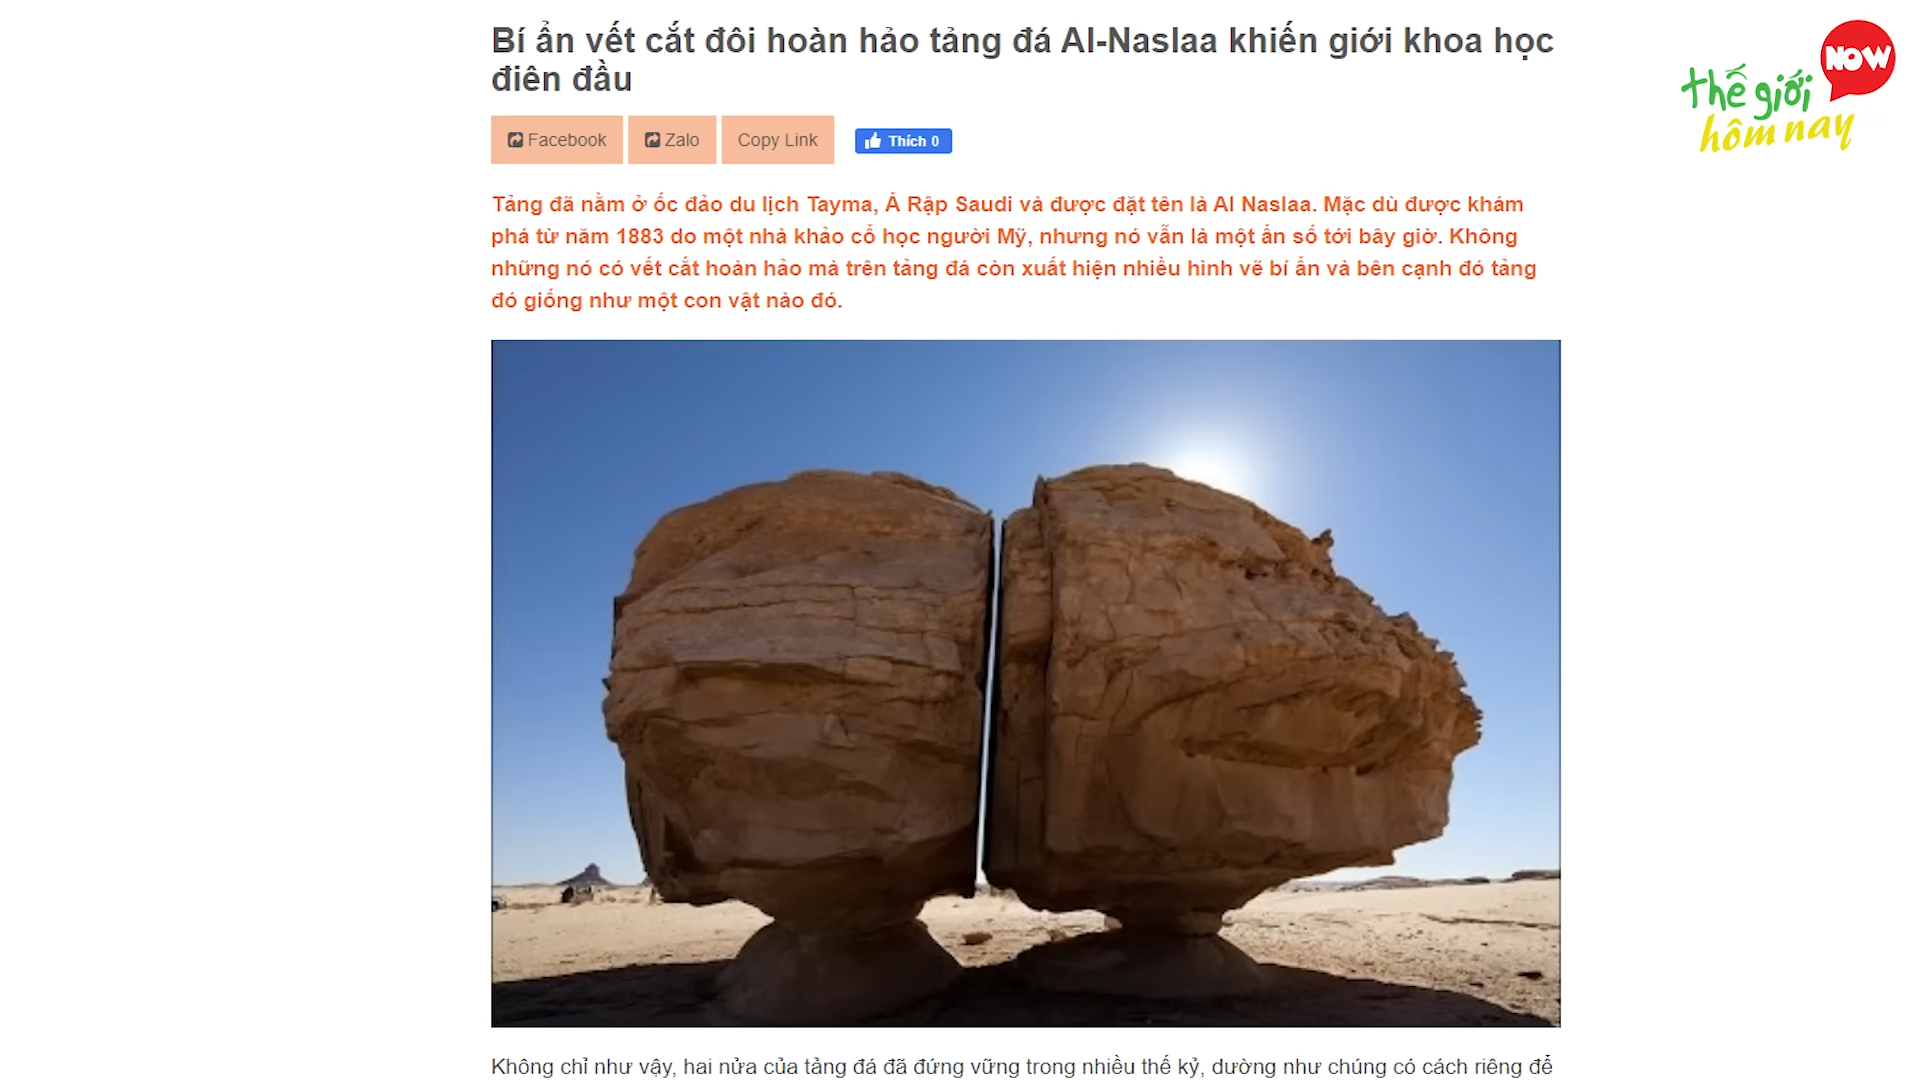 Bí ẩn vết cắt đôi hoàn hảo tảng đá Al-Naslaa khiến giới khoa học
điên đầu
NOW
thế giới
hôm nay
Facebook
Zalo
Copy Link
Thích 0
Tảng đã nằm ở ốc đảo du lịch Tayma, Ả Rập Saudi và được đặt tên là Al Naslaa. Mặc dù được khám
phá từ năm 1883 do một nhà khảo cổ học người Mỹ, nhưng nó vẫn là một ẩn số tới bây giờ. Không
những nó có vết cắt hoàn hảo mà trên tảng đá còn xuất hiện nhiều hình vẽ bí ẩn và bên cạnh đó tảng
đó giống như một con vật nào đó.
Không chỉ như vậy, hai nửa của tảng đá đã đứng vững trong nhiều thế kỷ, dường như chúng có cách riêng để